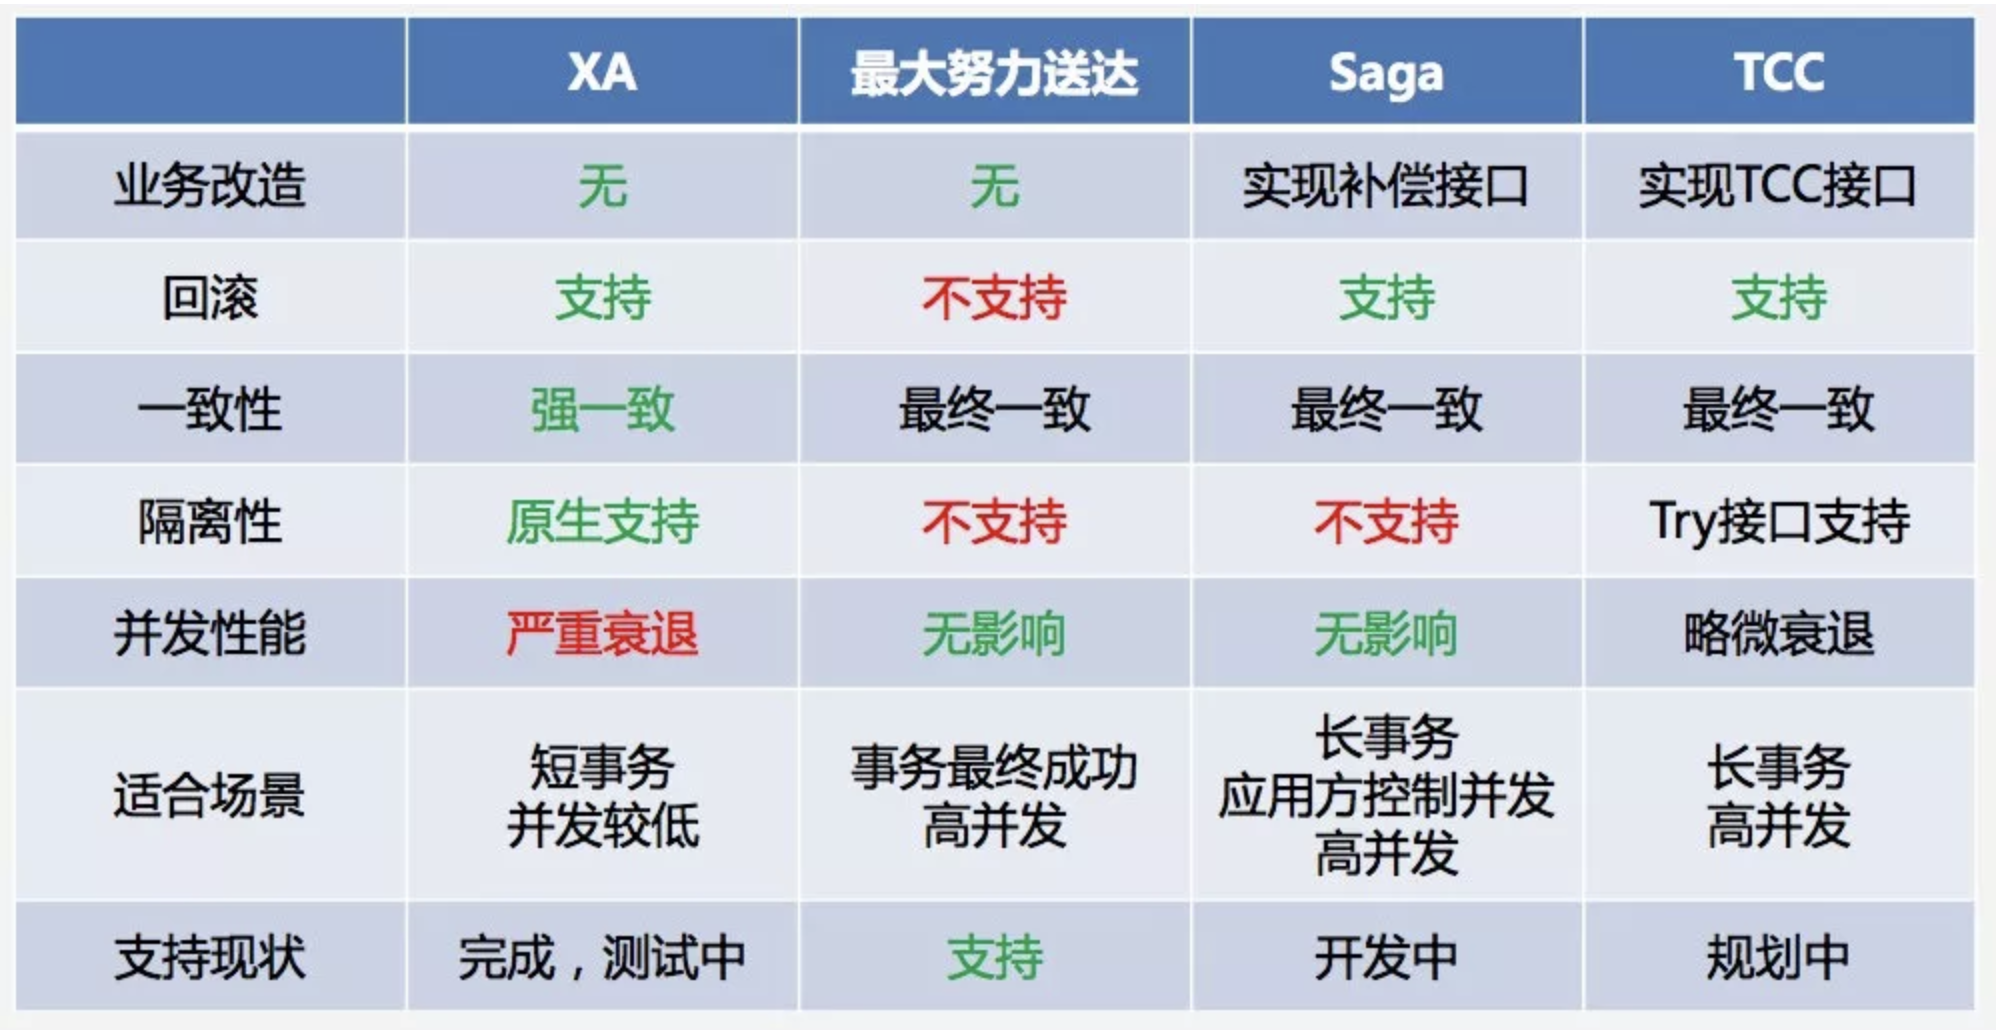 XA 最大努力送达 Saga TCC
业务改造 无 无 实现补偿接口 实现TCC接口
回滚 支持 不支持 支持 支持
一致性 强一致 最终一致 最终一致 最终一致
隔离性 原生支持 不支持 不支持 Try接口支持
并发性能 严重衰退 无影响 无影响 略微衰退
适合场景
短事务
并发较低
事务最终成功
高并发
长事务
应用方控制并发
高并发
长事务
高并发
支持现状 完成，测试中 支持 开发中 规划中